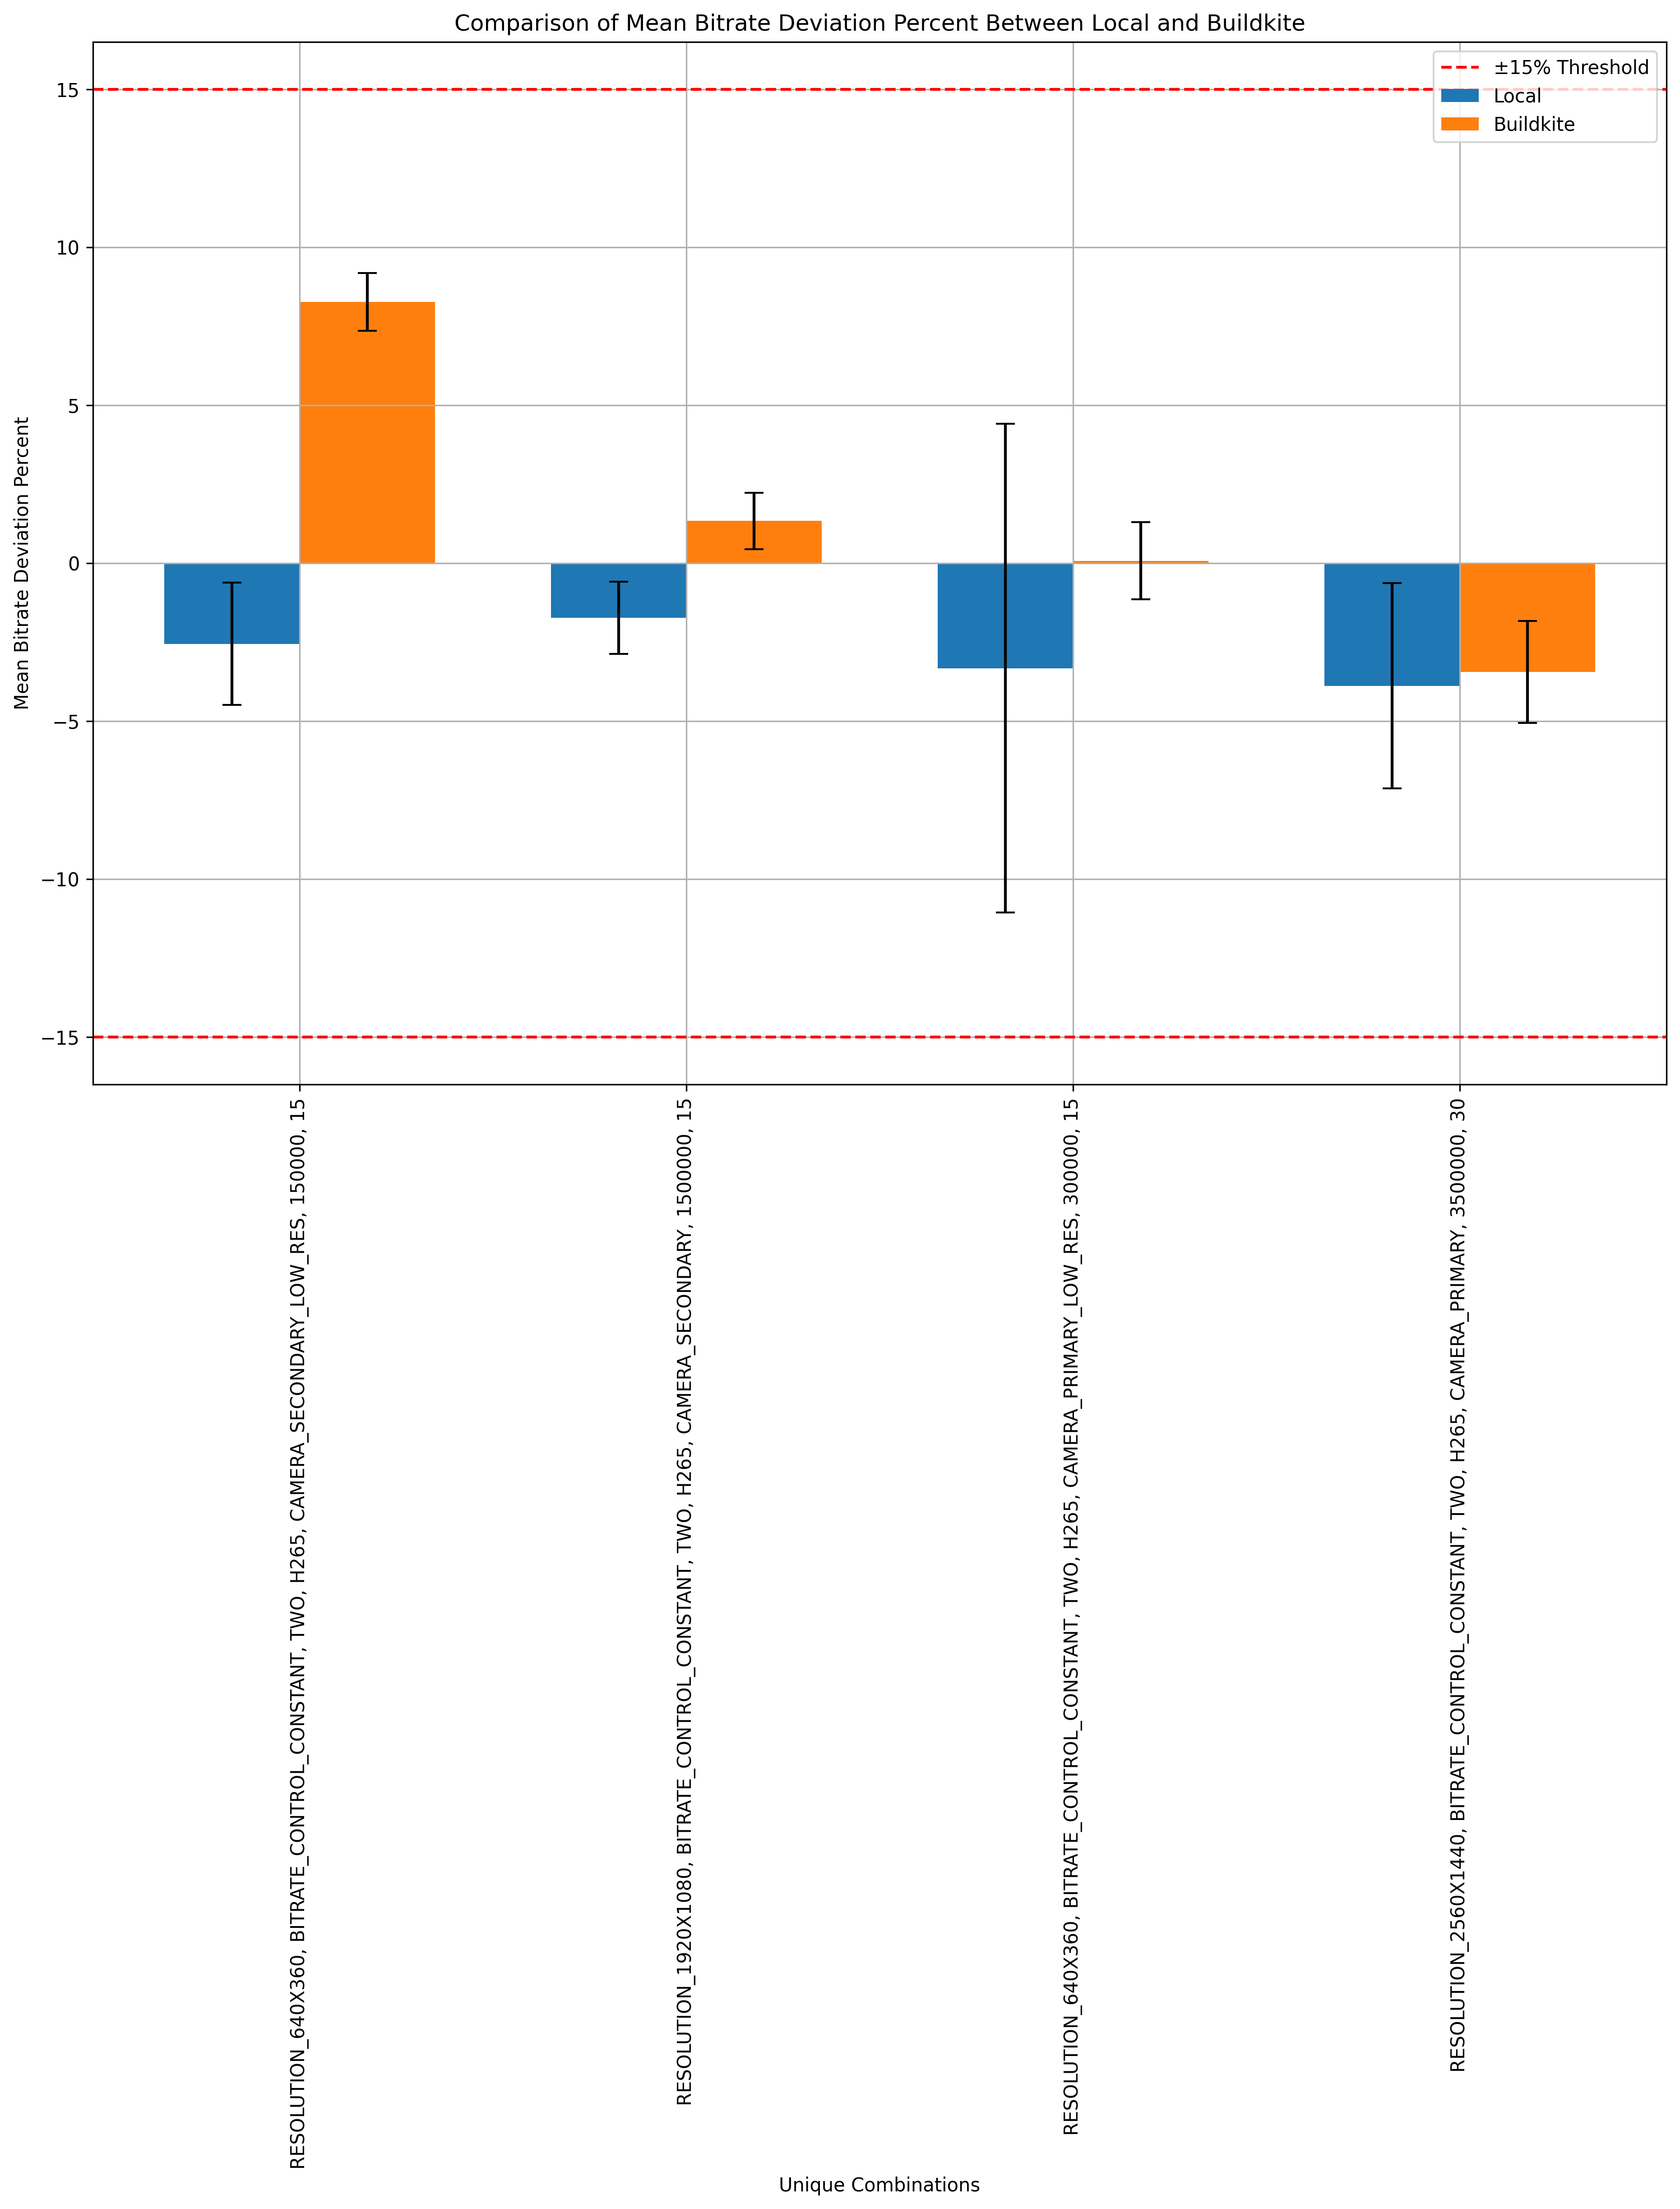 Comparison of Mean Bitrate Deviation Percent Between Local and Buildkite
±15% Threshold
Local
Buildkite
Mean Bitrate Deviation Percent
15
10
5
0
−5
−10
−15
RESOLUTION_640X360, BITRATE_CONTROL_CONSTANT, TWO, H265, CAMERA_SECONDARY_LOW_RES, 150000, 15
RESOLUTION_1920X1080, BITRATE_CONTROL_CONSTANT, TWO, H265, CAMERA_SECONDARY, 1500000, 15
RESOLUTION_640X360, BITRATE_CONTROL_CONSTANT, TWO, H265, CAMERA_PRIMARY_LOW_RES, 300000, 15
RESOLUTION_2560X1440, BITRATE_CONTROL_CONSTANT, TWO, H265, CAMERA_PRIMARY, 3500000, 30
Unique Combinations